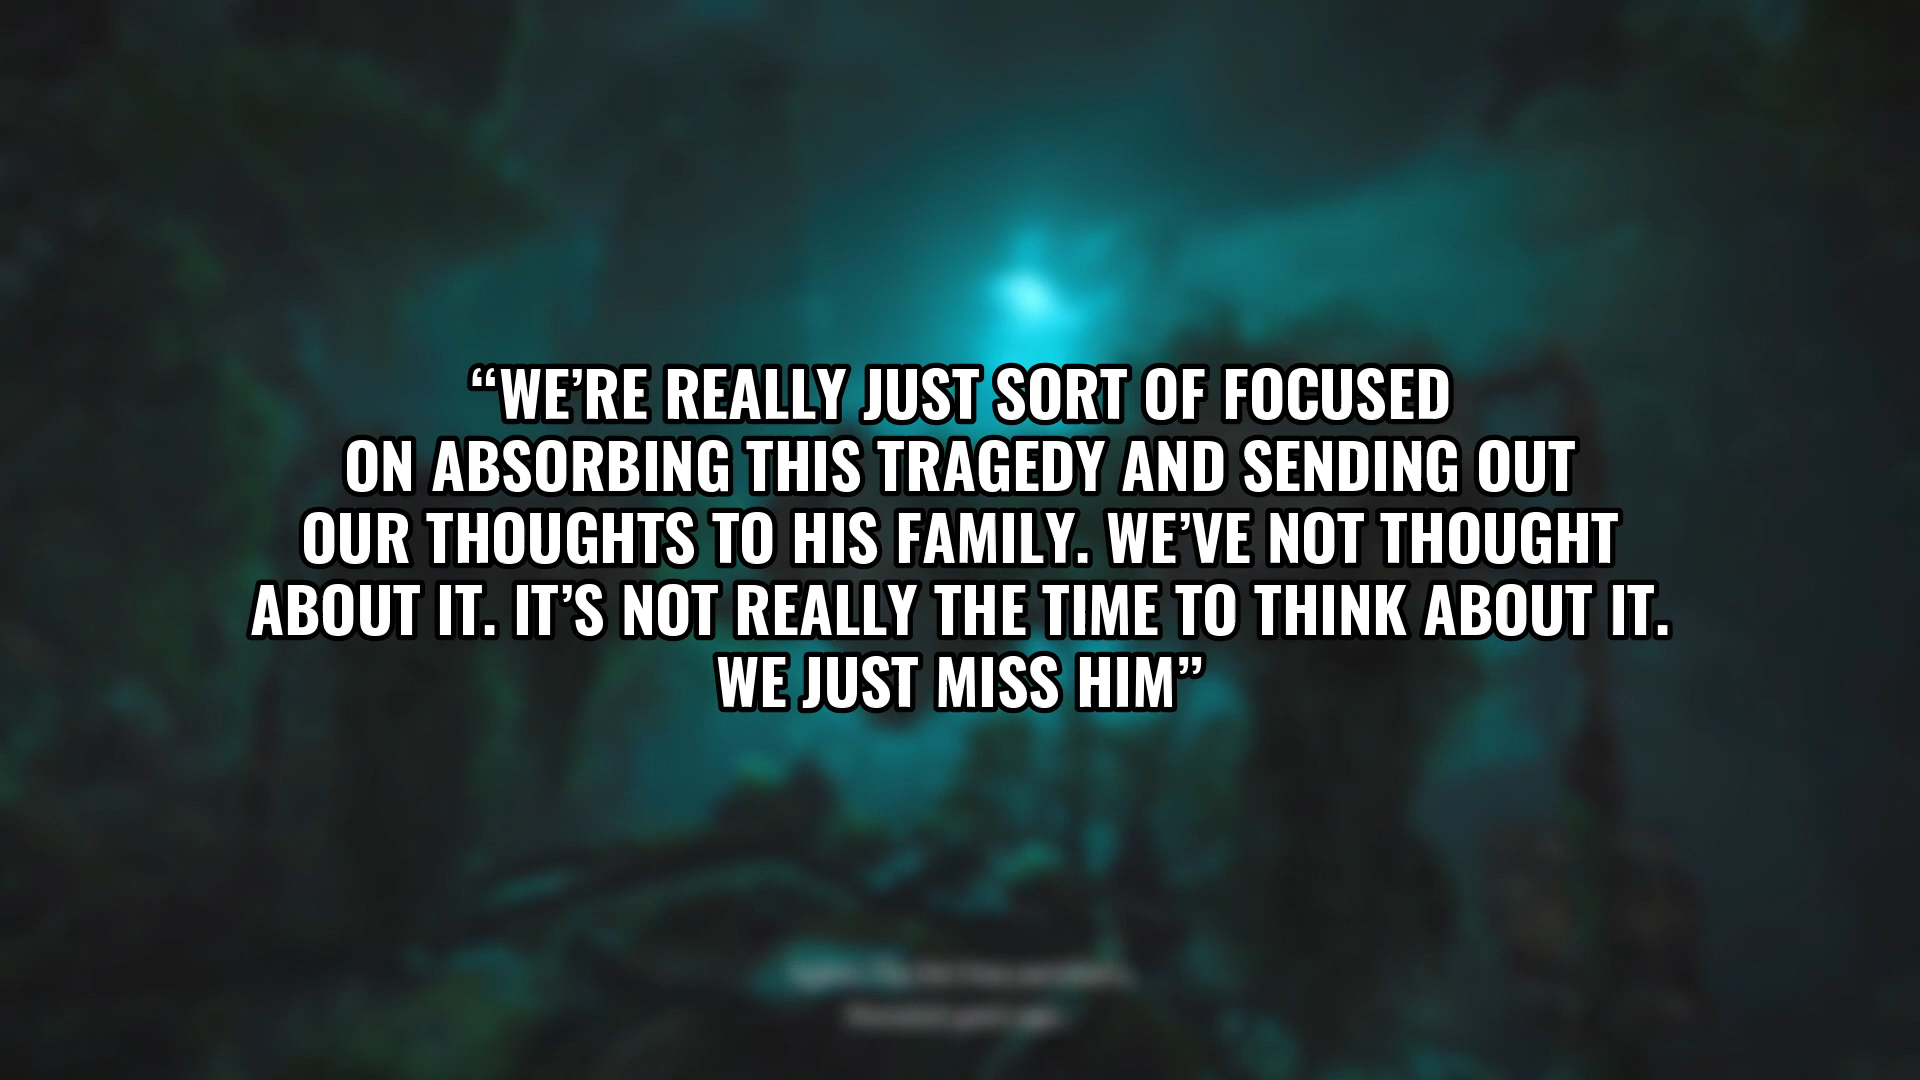 “WE’RE REALLY JUST SORT OF FOCUSED
ON ABSORBING THIS TRAGEDY AND SENDING OUT
OUR THOUGHTS TO HIS FAMILY. WE’VE NOT THOUGHT
ABOUT IT. IT’S NOT REALLY THE TIME TO THINK ABOUT IT.
WE JUST MISS HIM”